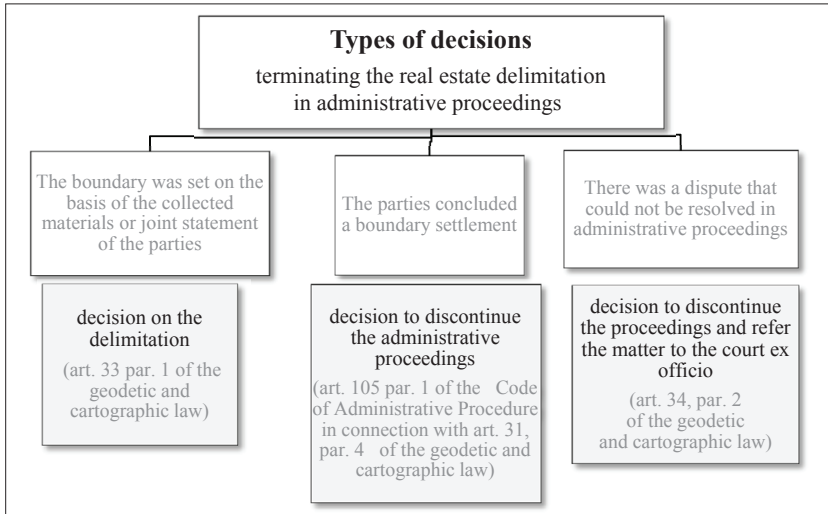 Types of decisions
terminating the real estate delimitation
in administrative proceedings
The boundary was set on the
basis of the collected
materials or joint statement
of the parties
The parties concluded
a boundary settlement
There was a dispute that
could not be resolved in
administrative proceedings
decision on the
delimitation
(art. 33 par. 1 of the
geodetic and
cartographic law)
decision to discontinue
the administrative
proceedings
(art. 105 par. 1 of the Code
of Administrative Procedure
in connection with art. 31,
par. 4 of the geodetic and
cartographic law)
decision to discontinue
the proceedings and refer
the matter to the court ex
officio
(art. 34, par. 2
of the geodetic
and cartographic law)